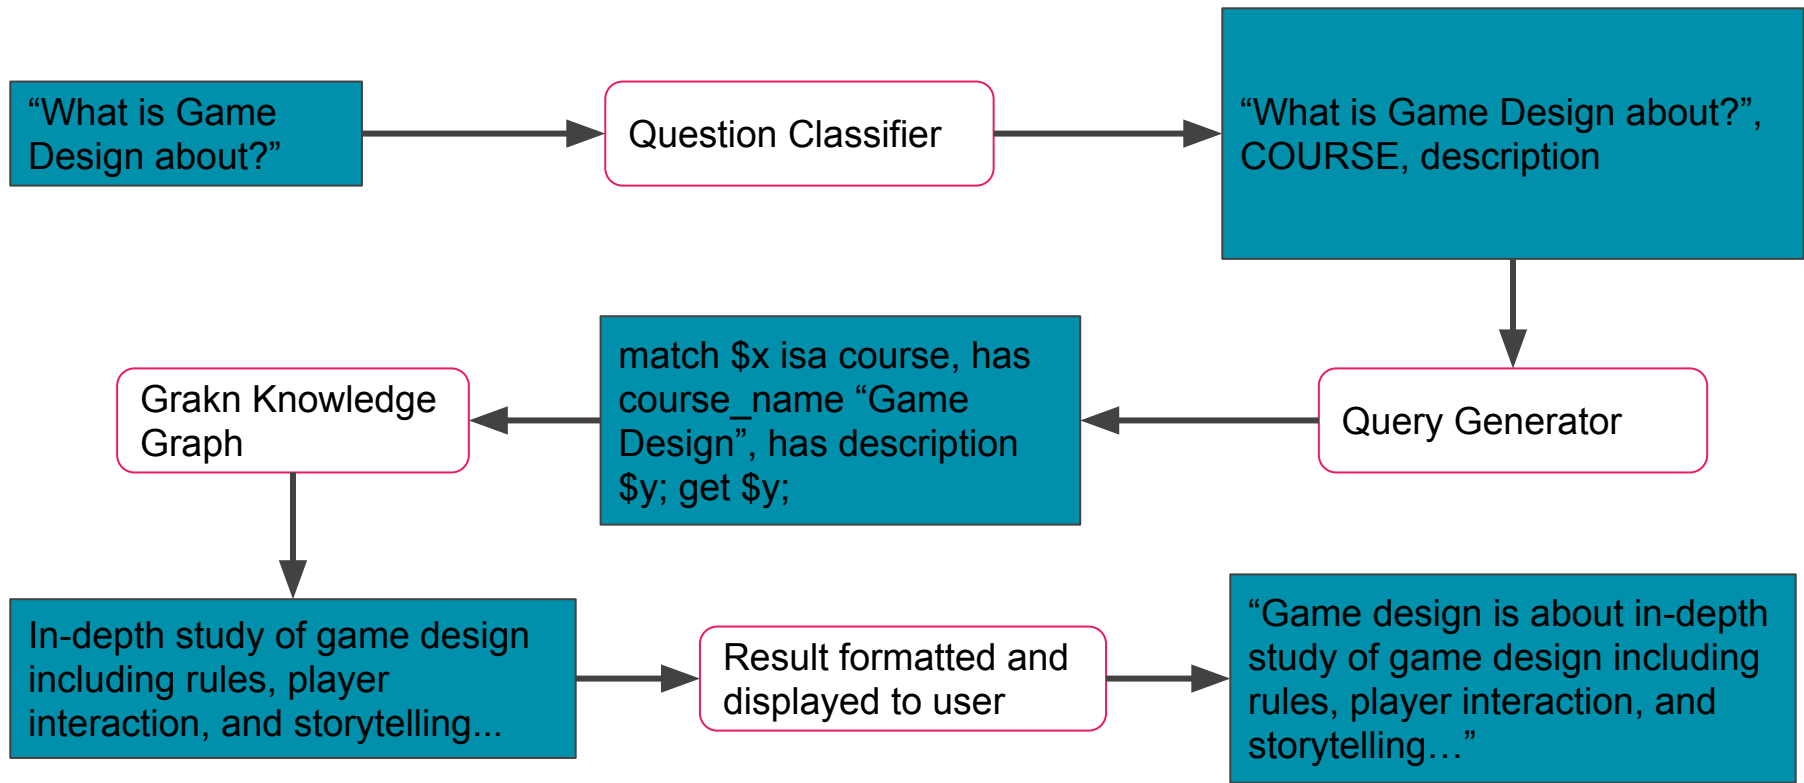 “What is Game
Design about?”
Question Classifier
“What is Game Design about?”,
COURSE, description
Query Generator
match $x isa course, has
course_name “Game
Design”, has description
$y; get $y;
Grakn Knowledge
Graph
In-depth study of game design
including rules, player
interaction, and storytelling...
Result formatted and
displayed to user
“Game design is about in-depth
study of game design including
rules, player interaction, and
storytelling…”